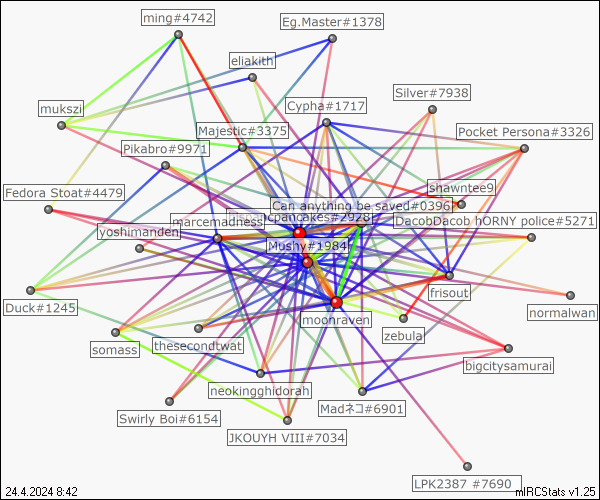 ming#4742
Eg.Master#1378
eliakith
Silver#7938
mukszi
Cypha#1717
Majestic#3375
Pocket Persona#3326
Pikabro#9971
shawntee9
Fedora Stoat#4479
Can anything be saved#0396
marcemadness
cpancakes#2928
DacobDacob hORNY police#5271
yoshimanden
Mushy#1984
frisout
Duck#1245
moonraven
normalwan
zebula
somass
thesecondtwat
bigcitysamurai
neokingghidorah
Swirly Boi#6154
Madネコ#6901
JKOUYH VIII#7034
LPK2387 #7690
24.4.2024 8:42
mIRCStats v1.25